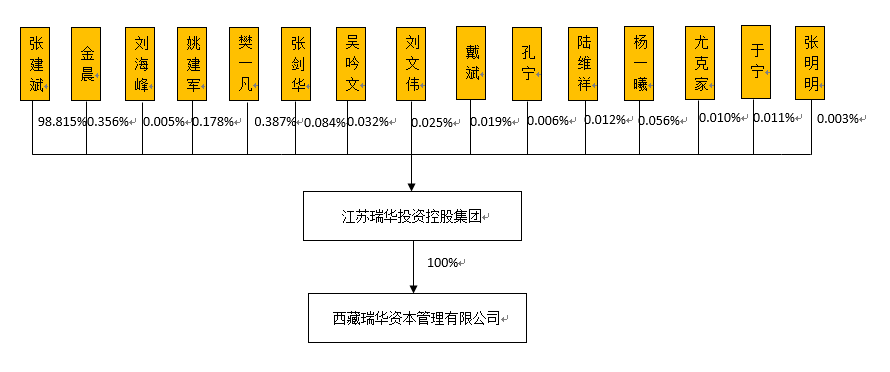 张建斌
金晨
刘海峰
姚建军
樊一凡
张剑华
吴吟文
刘文伟
戴斌
孔宁
陆维祥
杨一曦
尤克家
于宁
张明明
98.815%
0.356%
0.005%
0.178%
0.387%
0.084%
0.032%
0.025%
0.019%
0.006%
0.012%
0.056%
0.010%
0.011%
0.003%
江苏瑞华投资控股集团
100%
西藏瑞华资本管理有限公司